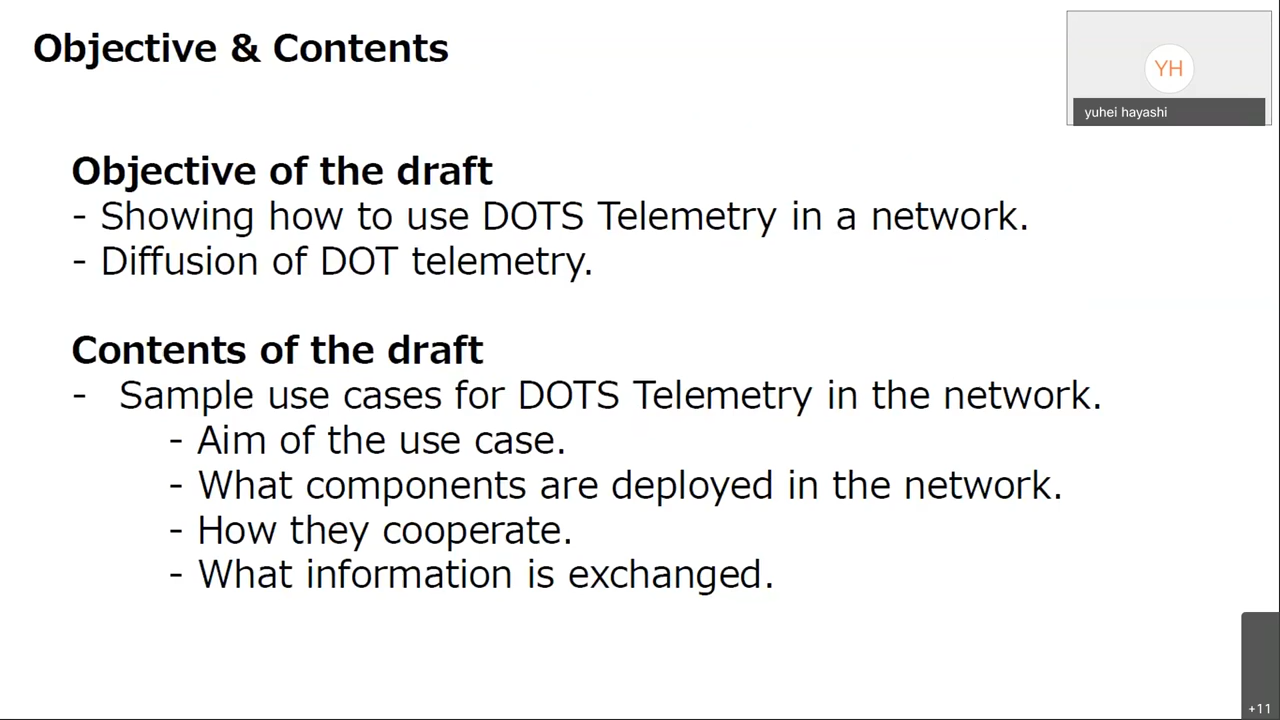 Objective & Contents
YH
yuhei hayashi
Objective of the draft
- Showing how to use DOTS Telemetry in a network.
- Diffusion of DOT telemetry.
Contents of the draft
- Sample use cases for DOTS Telemetry in the network.
- Aim of the use case.
- What components are deployed in the network.
- How they cooperate.
- What information is exchanged.
+11